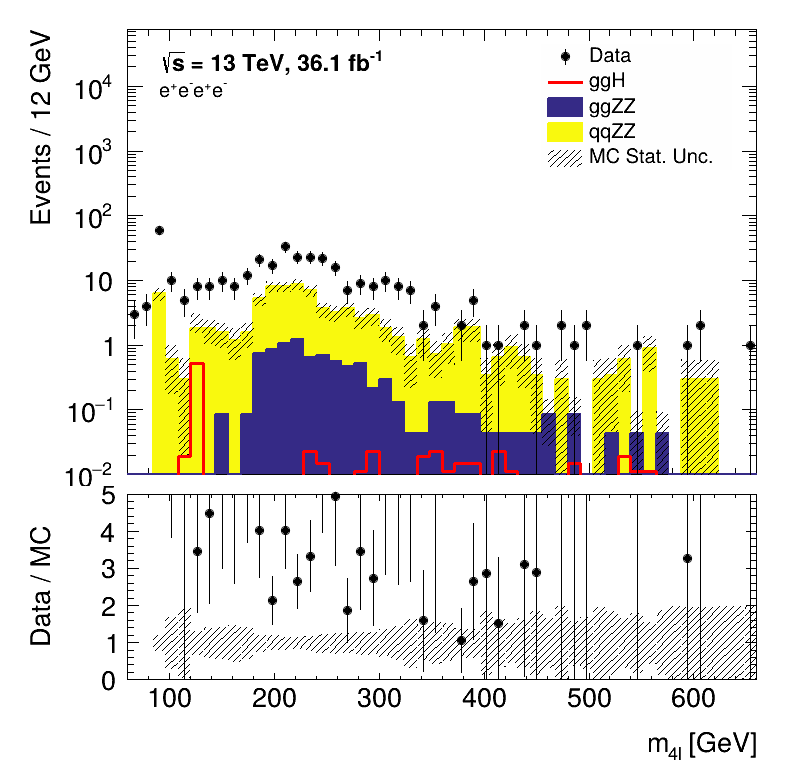 Events / 12 GeV
√s = 13 TeV, 36.1 fb⁻¹
e⁺e⁻e⁺e⁻
Data
ggH
ggZZ
qqZZ
MC Stat. Unc.
10⁴
10³
10²
10
1
10⁻¹
10⁻²
Data / MC
5
4
3
2
1
0
100 200 300 400 500 600
m₄ₗ [GeV]